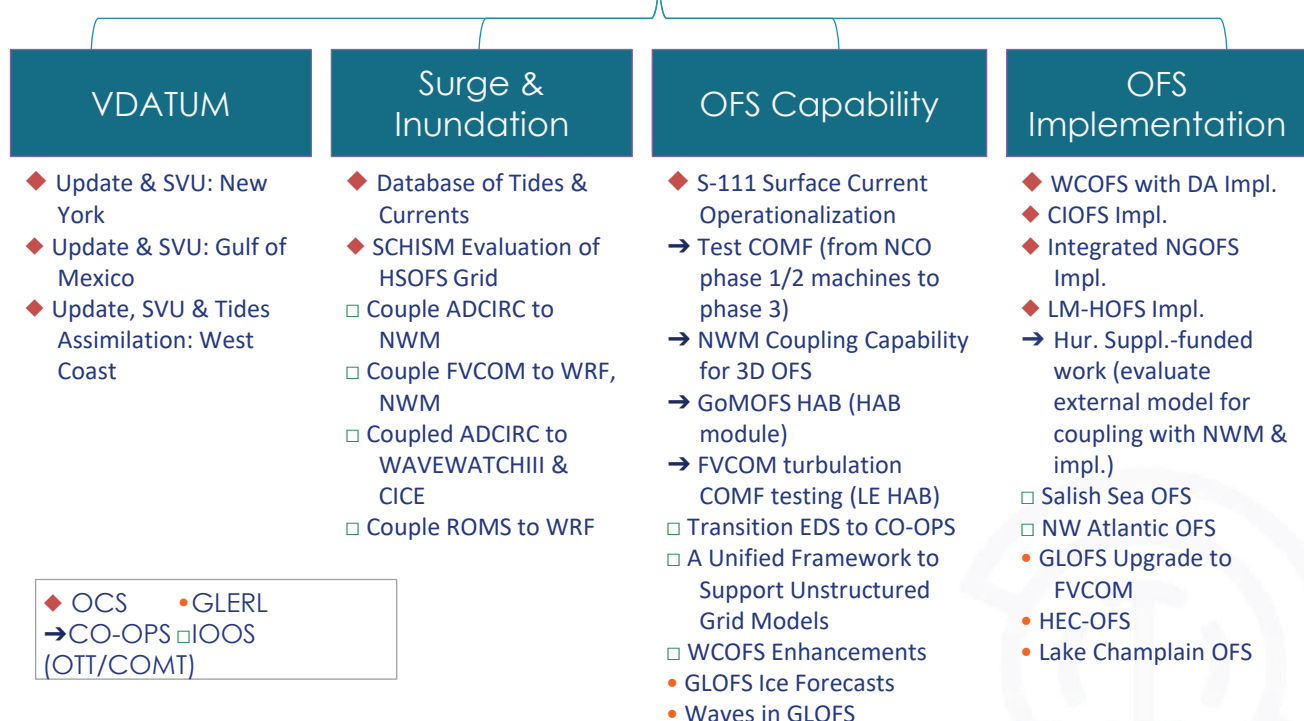 VDATUM
◆ Update & SVU: New
York
◆ Update & SVU: Gulf of
Mexico
◆ Update, SVU & Tides
Assimilation: West
Coast
Surge &
Inundation
◆ Database of Tides &
Currents
◆ SCHISM Evaluation of
HSOFS Grid
□ Couple ADCIRC to
NWM
□ Couple FVCOM to WRF,
NWM
□ Coupled ADCIRC to
WAVEWATCHIII &
CICE
□ Couple ROMS to WRF
OFS Capability
◆ S-111 Surface Current
Operationalization
➔ Test COMF (from NCO
phase 1/2 machines to
phase 3)
➔ NWM Coupling Capability
for 3D OFS
➔ GoMOFS HAB (HAB
module)
➔ FVCOM turbulation
COMF testing (LE HAB)
□ Transition EDS to CO-OPS
□ A Unified Framework to
Support Unstructured
Grid Models
□ WCOFS Enhancements
• GLOFS Ice Forecasts
• Waves in GLOFS
OFS
Implementation
◆ WCOFS with DA Impl.
◆ CIOFS Impl.
◆ Integrated NGOFS
Impl.
◆ LM-HOFS Impl.
➔ Hur. Suppl.-funded
work (evaluate
external model for
coupling with NWM &
impl.)
□ Salish Sea OFS
□ NW Atlantic OFS
• GLOFS Upgrade to
FVCOM
• HEC-OFS
• Lake Champlain OFS
◆ OCS •GLERL
➔CO-OPS □IOOS
(OTT/COMT)